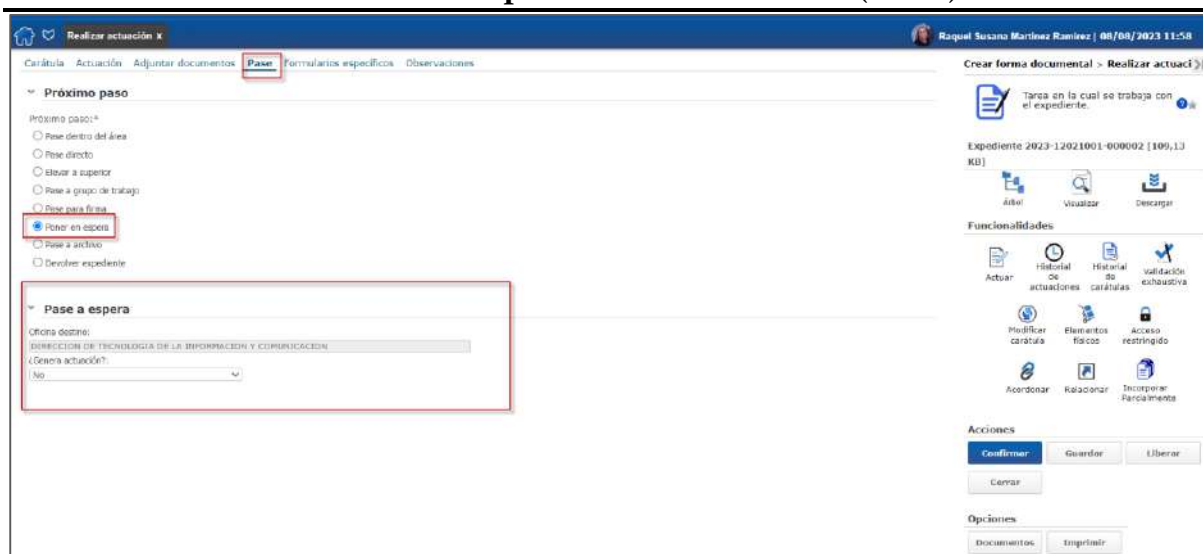 Realizar actuación x
Raquel Susana Martinez Ramirez | 08/08/2023 11:58
Carátula Actuación Adjuntar documentos Pase Formularios específicos Observaciones
Próximo paso
Próximo paso:*
Pase dentro del área
Pase directo
Elevar a superior
Pase a grupo de trabajo
Pase para firma
Poner en espera
Pase a archivo
Devolver expediente
Pase a espera
Oficina destino:
DIRECCION DE TECNOLOGIA DE LA INFORMACION Y COMUNICACION
¿Genera actuación?:
No
Crear forma documental > Realizar actuaci
Tarea en la cual se trabaja con
el expediente.
Expediente 2023-12021001-000002 [109,13
KB]
Árbol Visualizar Descargar
Funcionalidades
Actuar Historial de actuaciones Historial de carátulas Validación exhaustiva
Modificar carátula Elementos físicos Acceso restringido
Acordonar Relacionar Incorporar Parcialmente
Acciones
Confirmar Guardar Liberar
Cerrar
Opciones
Documentos Imprimir